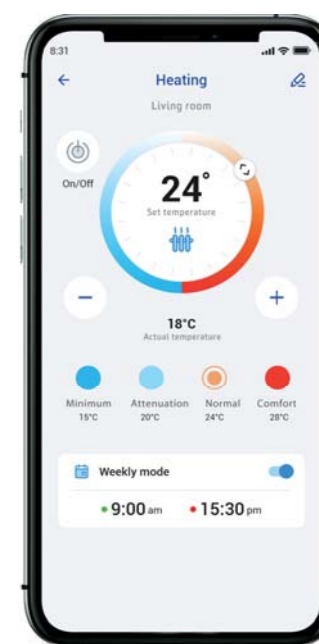 8:31
Heating
Living room
On/Off
24°
Set temperature
18°C
Actual temperature
Minimum Attenuation Normal Comfort
15°C 20°C 24°C 28°C
Weekly mode
9:00 am 15:30 pm